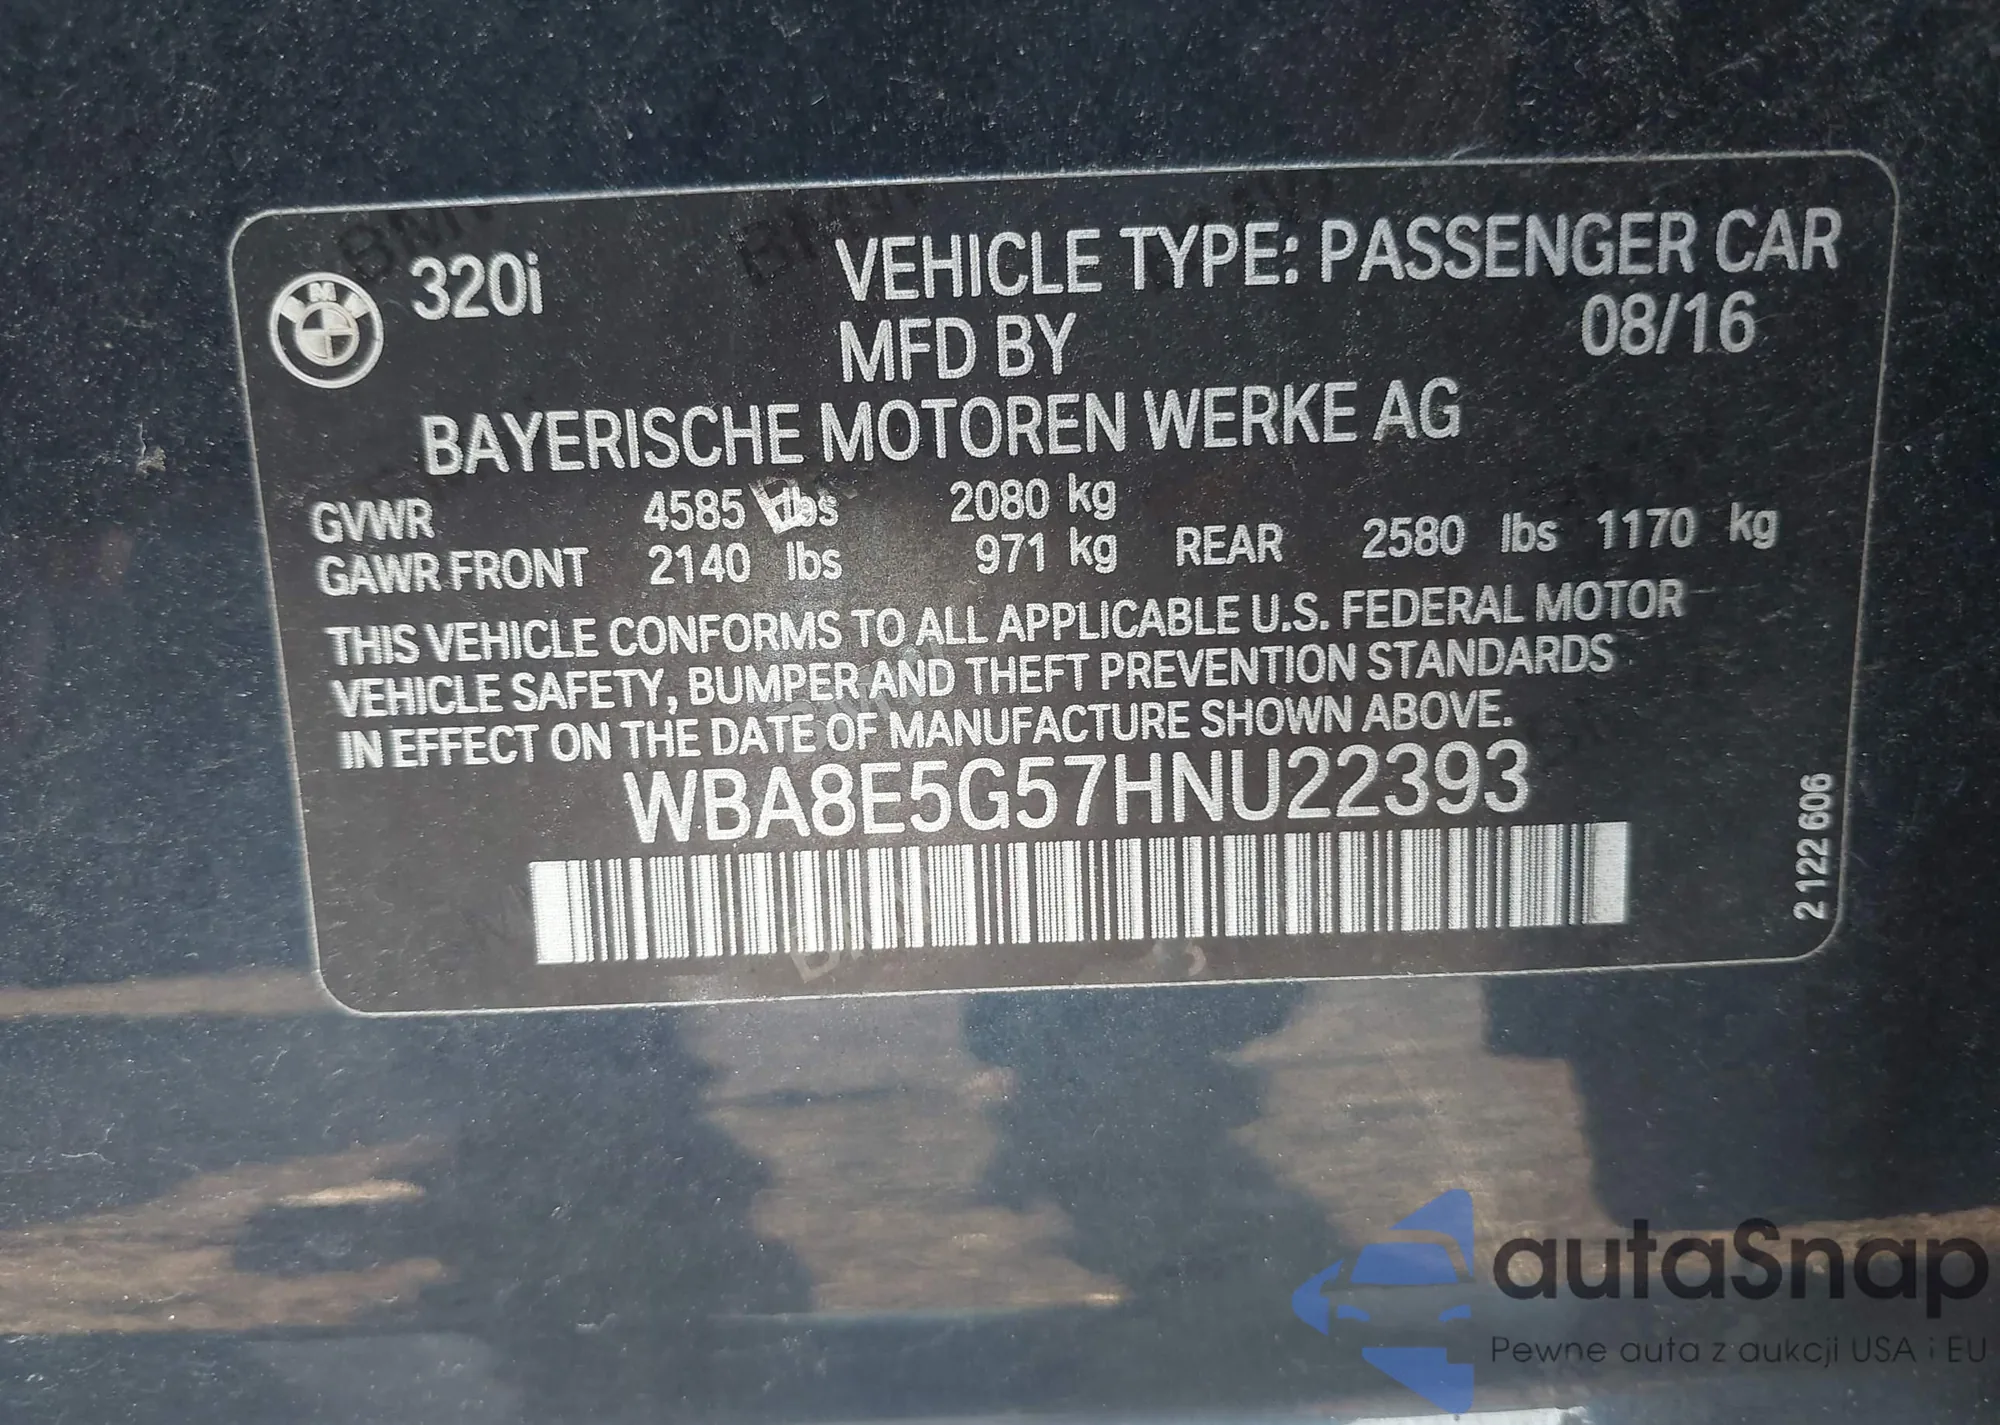 320i
VEHICLE TYPE: PASSENGER CAR
MFD BY 08/16
BAYERISCHE MOTOREN WERKE AG
GVWR 4585 lbs 2080 kg
GAWR FRONT 2140 lbs 971 kg REAR 2580 lbs 1170 kg
THIS VEHICLE CONFORMS TO ALL APPLICABLE U.S. FEDERAL MOTOR
VEHICLE SAFETY, BUMPER AND THEFT PREVENTION STANDARDS
IN EFFECT ON THE DATE OF MANUFACTURE SHOWN ABOVE.
WBA8E5G57HNU22393
2 122 606
autaSnap
Pewne auta z aukcji USA i EU